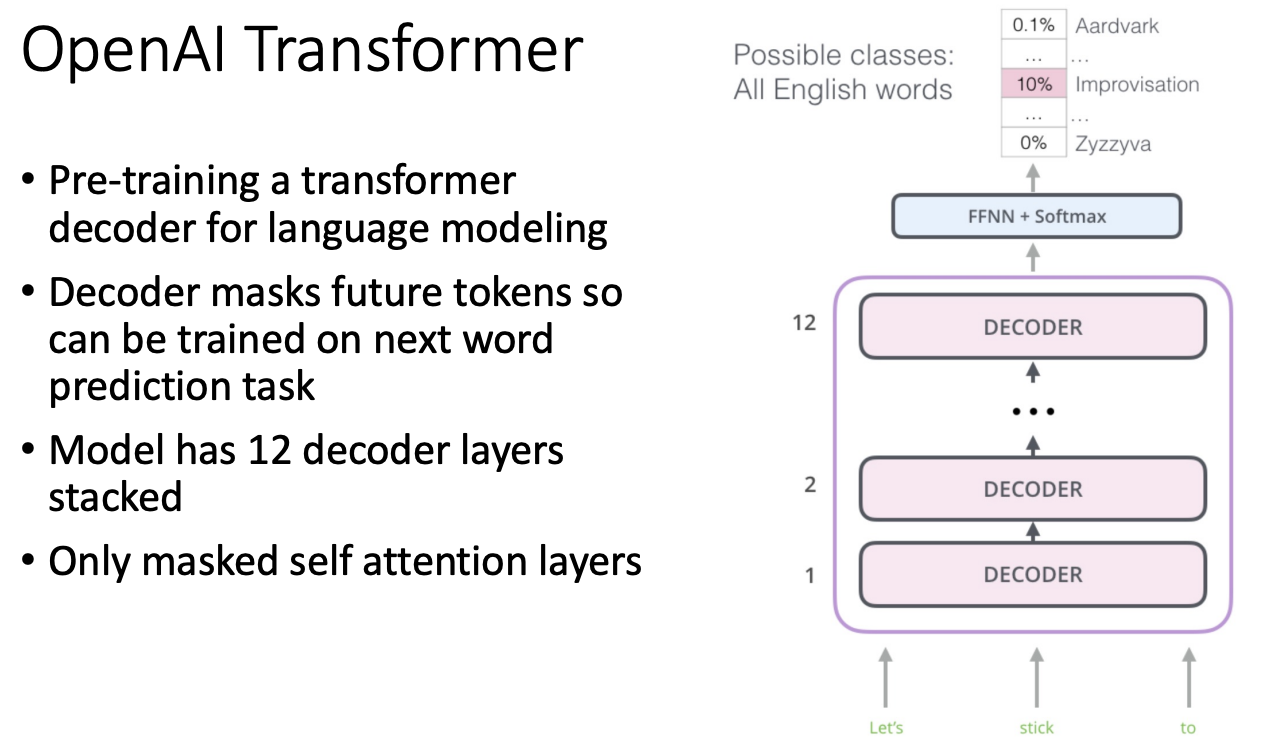 OpenAI Transformer
• Pre-training a transformer
decoder for language modeling
• Decoder masks future tokens so
can be trained on next word
prediction task
• Model has 12 decoder layers
stacked
• Only masked self attention layers
Possible classes:
All English words
0.1% Aardvark
... ...
10% Improvisation
... ...
0% Zyzzyva
FFNN + Softmax
12 DECODER
...
2 DECODER
1 DECODER
Let's stick to